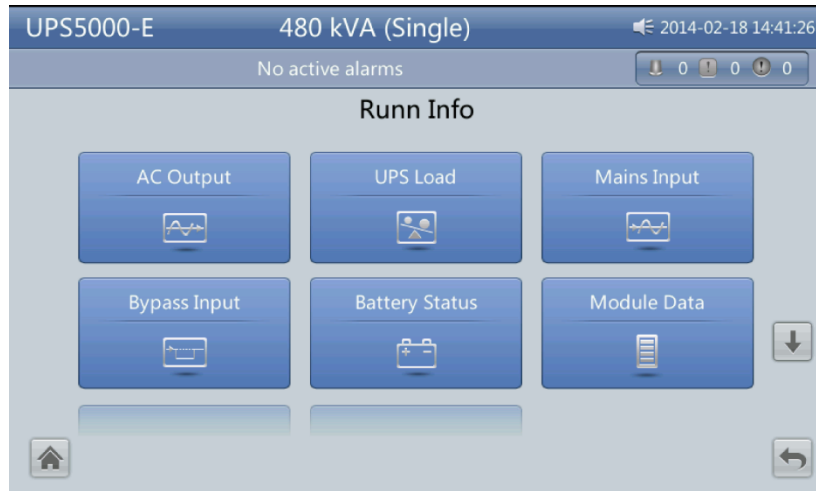 UPS5000-E 480 kVA (Single) 2014-02-18 14:41:26
No active alarms 0 0 0
Runn Info
AC Output UPS Load Mains Input
Bypass Input Battery Status Module Data